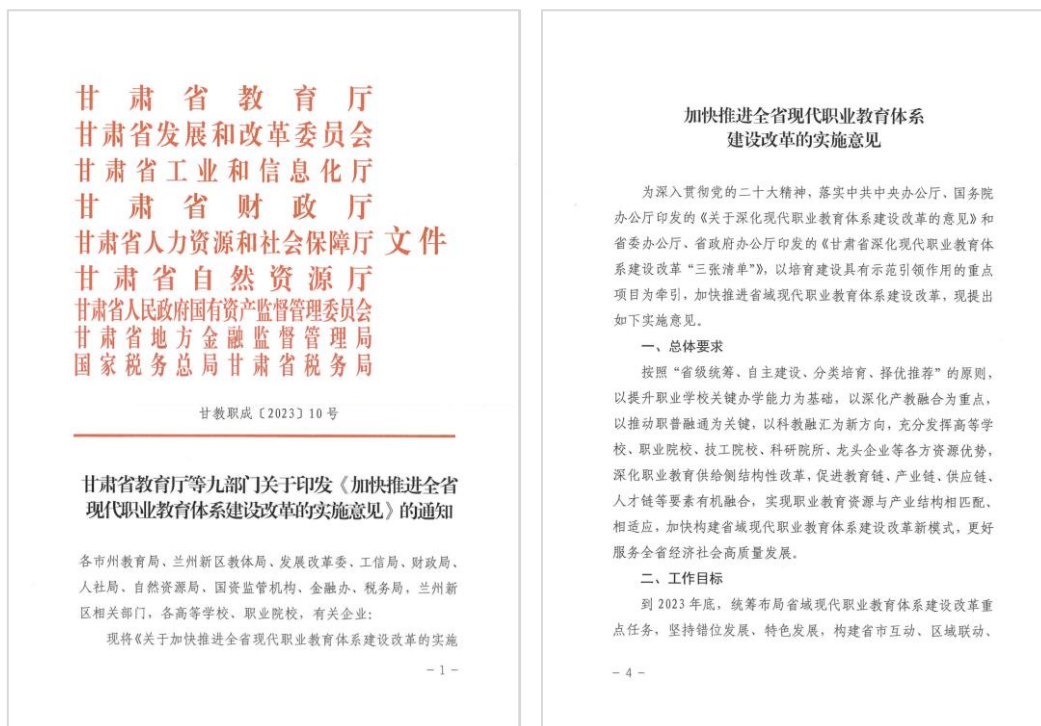 甘肃省教育厅
甘肃省发展和改革委员会
甘肃省工业和信息化厅
甘肃省财政厅
甘肃省人力资源和社会保障厅 文件
甘肃省自然资源厅
甘肃省人民政府国有资产监督管理委员会
甘肃省地方金融监督管理局
国家税务总局甘肃省税务局
甘教职成〔2023〕10 号
甘肃省教育厅等九部门关于印发《加快推进全省
现代职业教育体系建设改革的实施意见》的通知
各市州教育局、兰州新区教体局、发展改革委、工信局、财政局、
人社局、自然资源局、国资监管机构、金融办、税务局，兰州新
区相关部门，各高等学校、职业院校，有关企业：
现将《关于加快推进全省现代职业教育体系建设改革的实施
－1－
加快推进全省现代职业教育体系
建设改革的实施意见
为深入贯彻党的二十大精神，落实中共中央办公厅、国务院
办公厅印发的《关于深化现代职业教育体系建设改革的意见》和
省委办公厅、省政府办公厅印发的《甘肃省深化现代职业教育体
系建设改革“三张清单”》，以培育建设具有示范引领作用的重点
项目为牵引，加快推进省域现代职业教育体系建设改革，现提出
如下实施意见。
一、总体要求
按照“省级统筹、自主建设、分类培育、择优推荐”的原则，
以提升职业学校关键办学能力为基础，以深化产教融合为重点，
以推动职普融通为关键，以科教融汇为新方向，充分发挥高等学
校、职业院校、技工院校、科研院所、龙头企业等各方资源优势，
深化职业教育供给侧结构性改革，促进教育链、产业链、供应链、
人才链等要素有机融合，实现职业教育资源与产业结构相匹配、
相适应，加快构建省域现代职业教育体系建设改革新模式，更好
服务全省经济社会高质量发展。
二、工作目标
到 2023 年底，统筹布局省域现代职业教育体系建设改革重
点任务，坚持错位发展、特色发展，构建省市互动、区域联动、
－4－